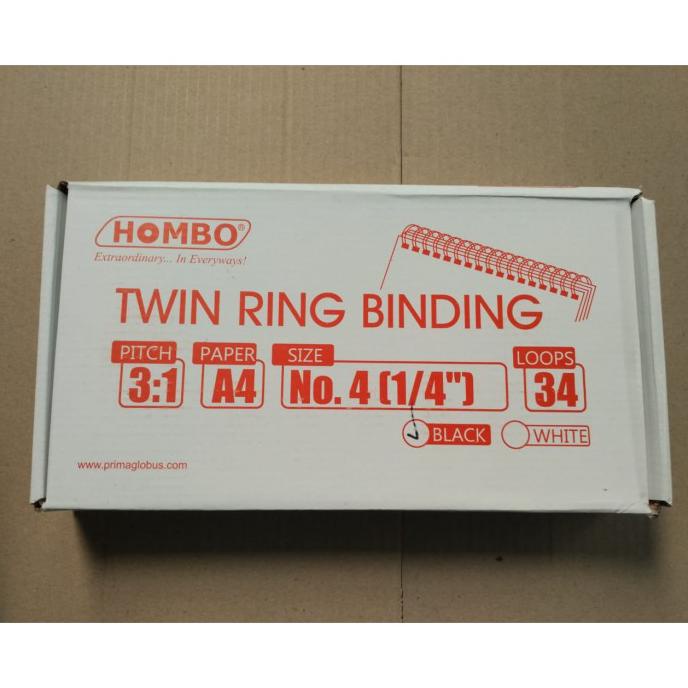 HOMBO®
Extraordinary... In Everyways!
TWIN RING BINDING
PITCH PAPER SIZE LOOPS
3:1 A4 No. 4 (1/4") 34
BLACK WHITE
www.primaglobus.com